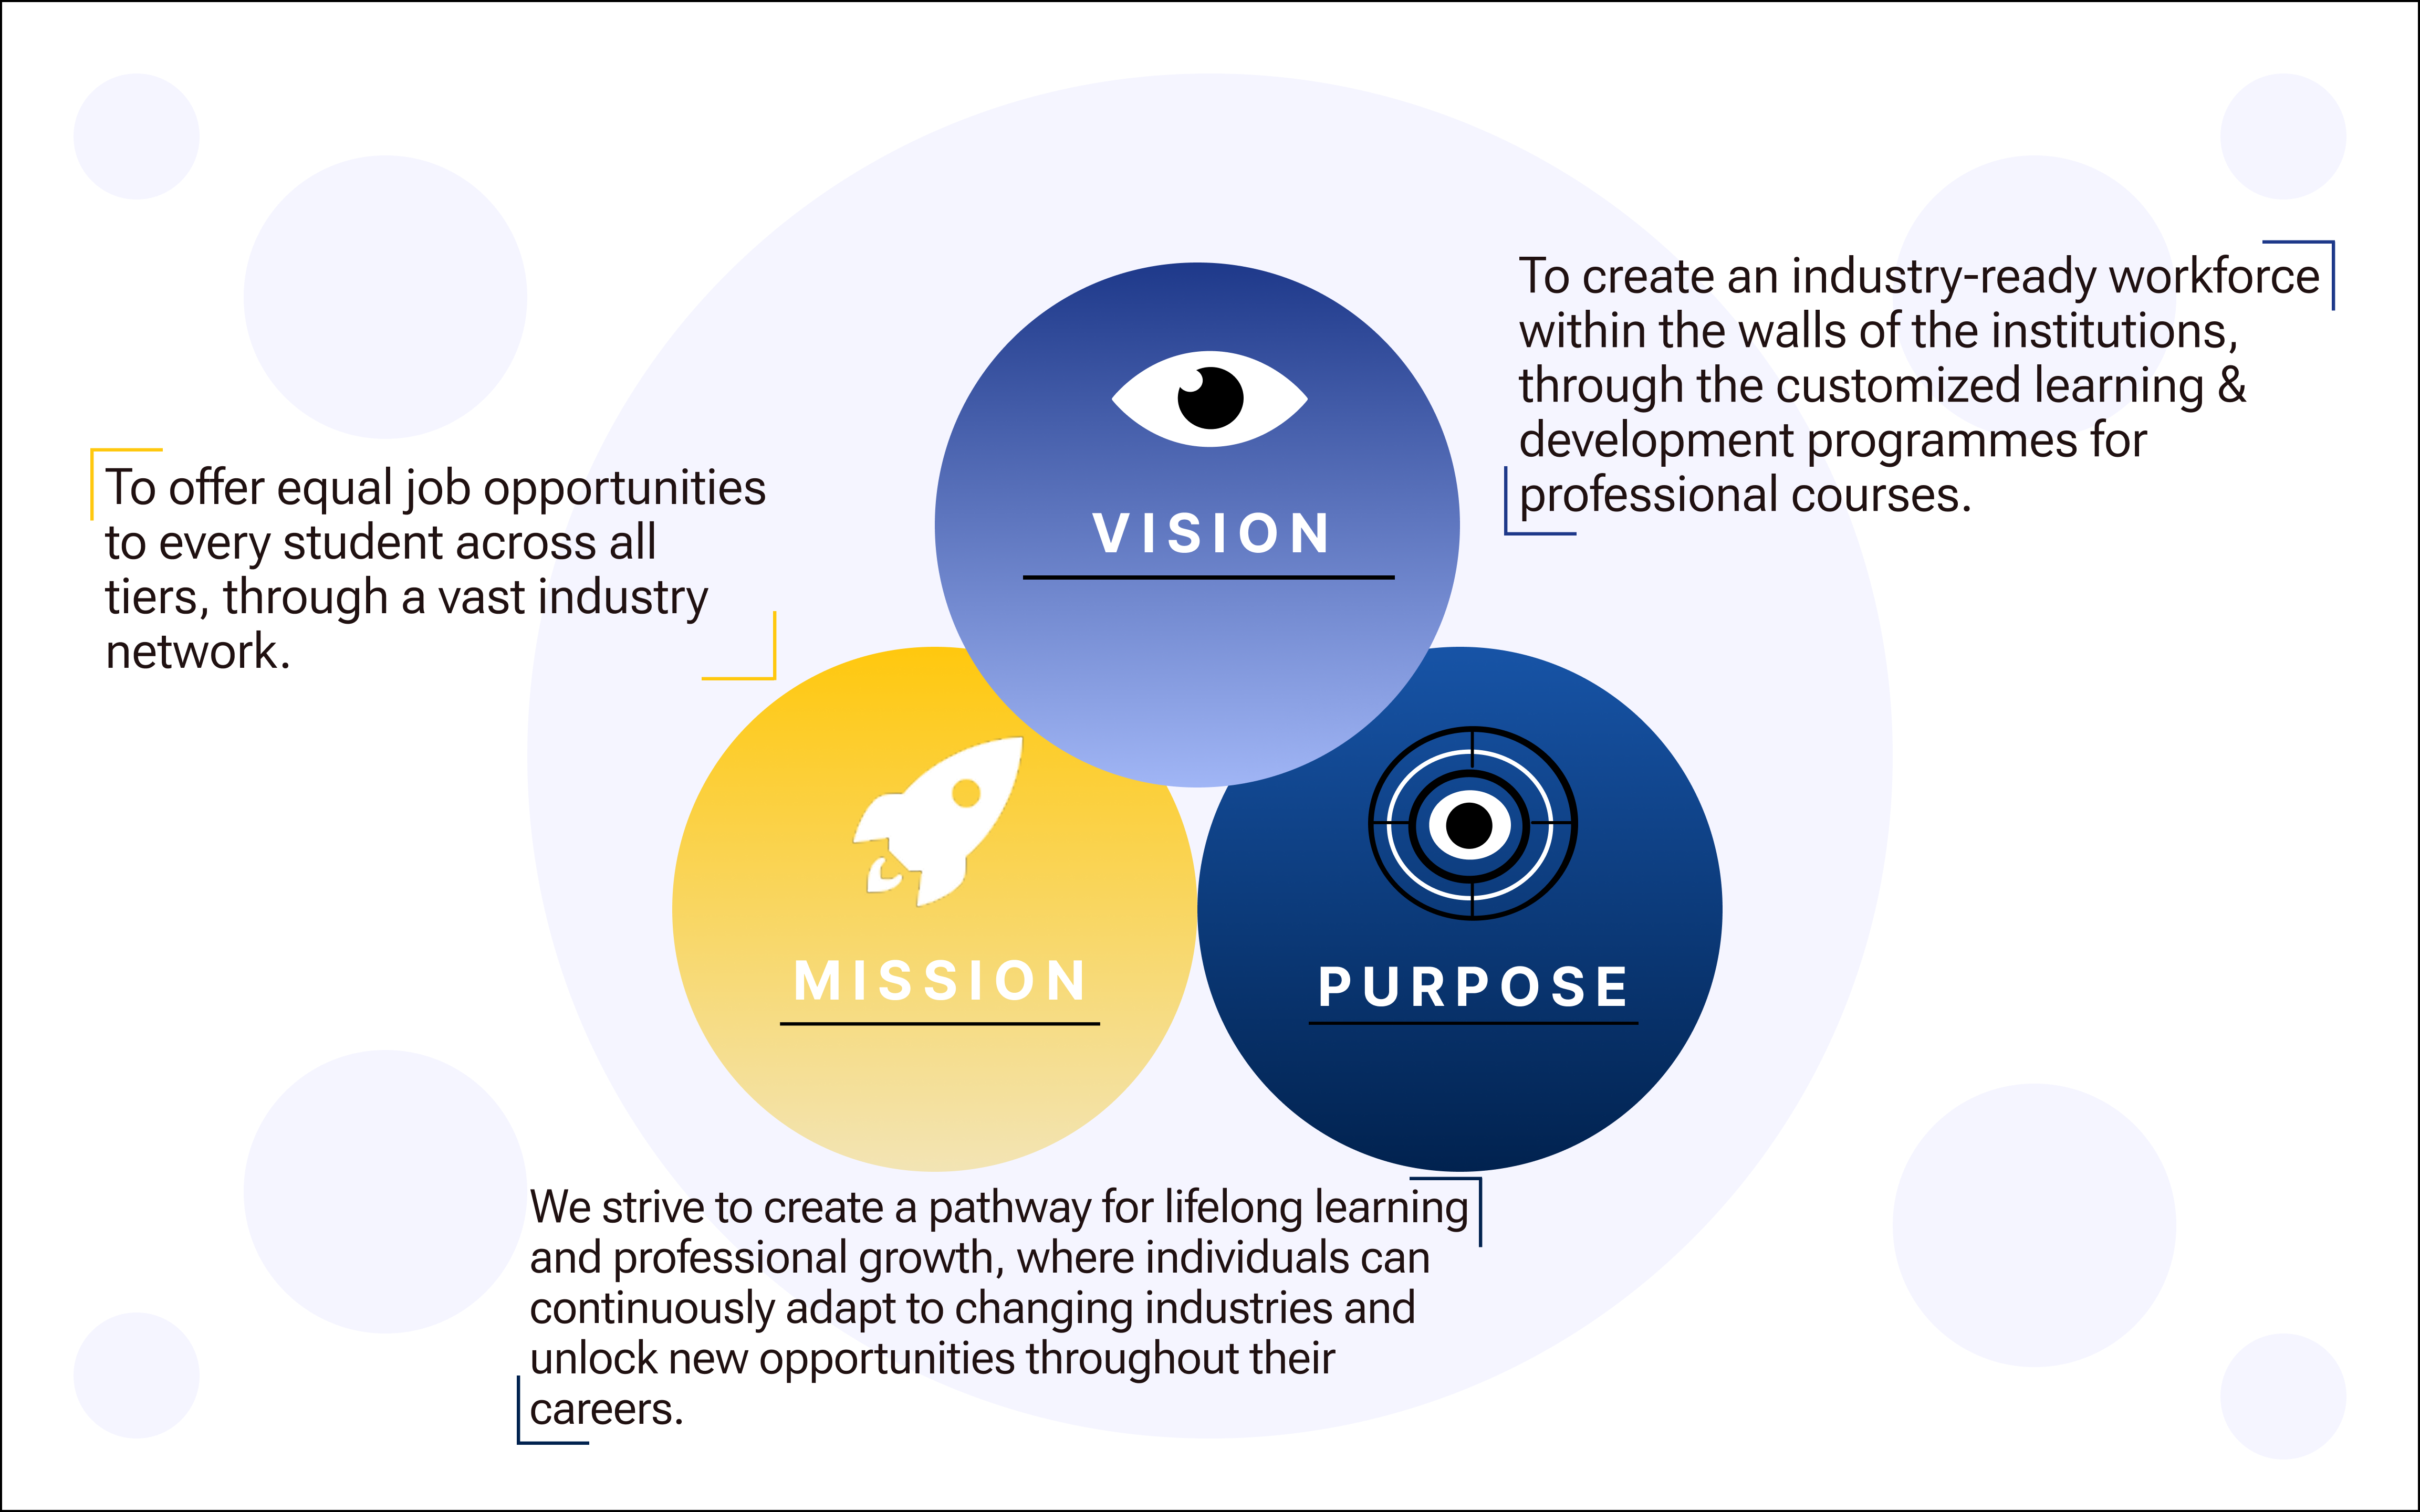 To create an industry-ready workforce
within the walls of the institutions,
through the customized learning &
development programmes for
professional courses.
To offer equal job opportunities
to every student across all
tiers, through a vast industry
network.
VISION
MISSION
PURPOSE
We strive to create a pathway for lifelong learning
and professional growth, where individuals can
continuously adapt to changing industries and
unlock new opportunities throughout their
careers.